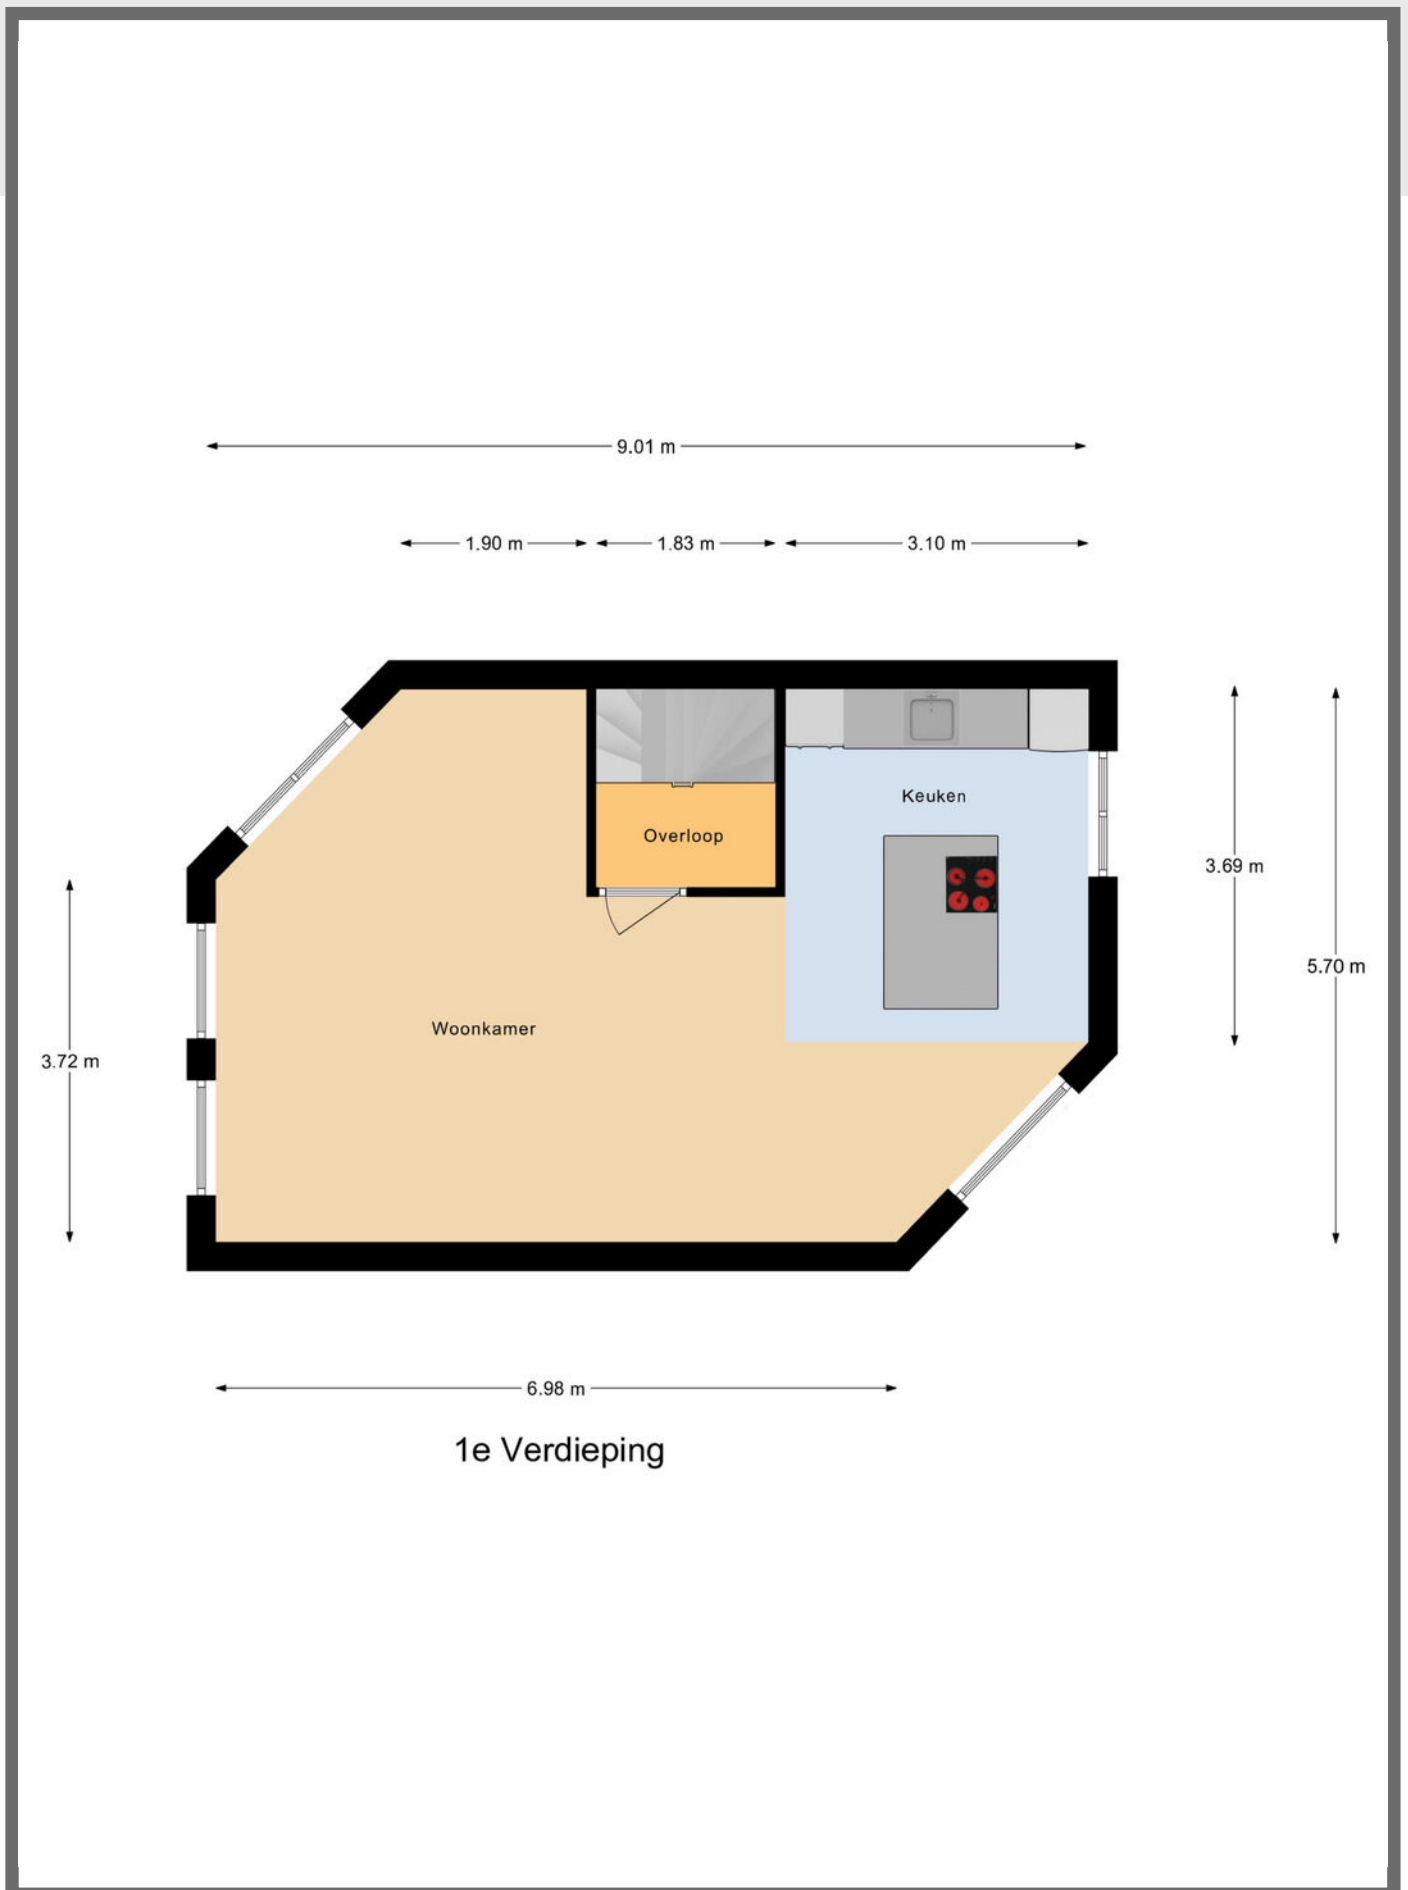 9.01 m
1.90 m
1.83 m
3.10 m
Keuken
Overloop
3.69 m
5.70 m
Woonkamer
3.72 m
6.98 m
1e Verdieping